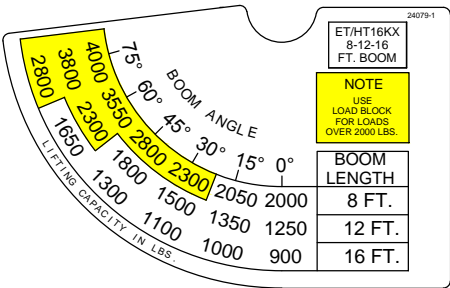 24079-1
ET/HT16KX
8-12-16
FT. BOOM
NOTE
USE
LOAD BLOCK
FOR LOADS
OVER 2000 LBS.
BOOM ANGLE
75° 60° 45° 30° 15° 0°
BOOM
LENGTH
4000 3550 2800 2300 2050 2000 8 FT.
3800 2300 1800 1500 1350 1250 12 FT.
2800 1650 1300 1100 1000 900 16 FT.
LIFTING CAPACITY IN LBS.